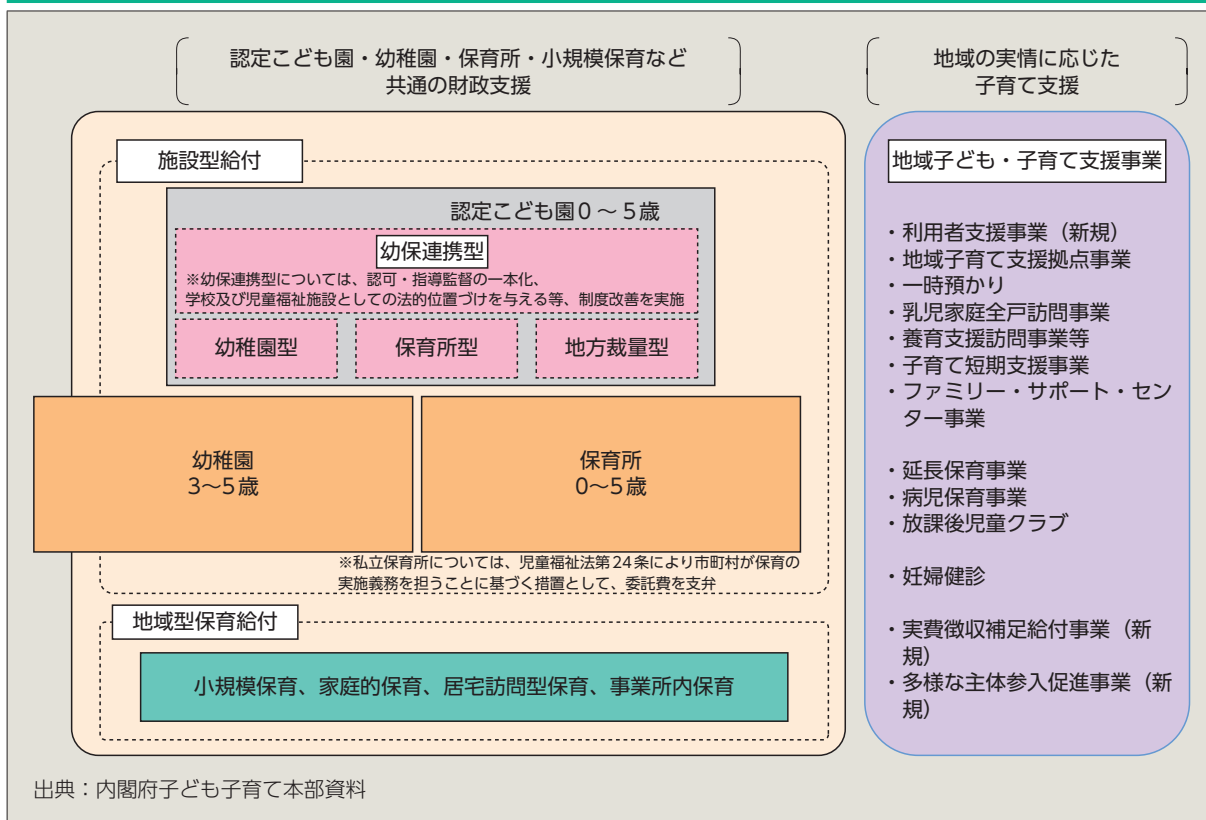 認定こども園・幼稚園・保育所・小規模保育など
共通の財政支援
施設型給付
認定こども園0～5歳
幼保連携型
※幼保連携型については、認可・指導監督の一本化、
学校及び児童福祉施設としての法的位置づけを与える等、制度改善を実施
幼稚園型
保育所型
地方裁量型
幼稚園
3～5歳
保育所
0～5歳
※私立保育所については、児童福祉法第24条により市町村が保育の
実施義務を担うことに基づく措置として、委託費を支弁
地域型保育給付
小規模保育、家庭的保育、居宅訪問型保育、事業所内保育
地域の実情に応じた
子育て支援
地域子ども・子育て支援事業
・利用者支援事業（新規）
・地域子育て支援拠点事業
・一時預かり
・乳児家庭全戸訪問事業
・養育支援訪問事業等
・子育て短期支援事業
・ファミリー・サポート・セン
ター事業
・延長保育事業
・病児保育事業
・放課後児童クラブ
・妊婦健診
・実費徴収補足給付事業（新
規）
・多様な主体参入促進事業（新
規）
出典：内閣府子ども子育て本部資料